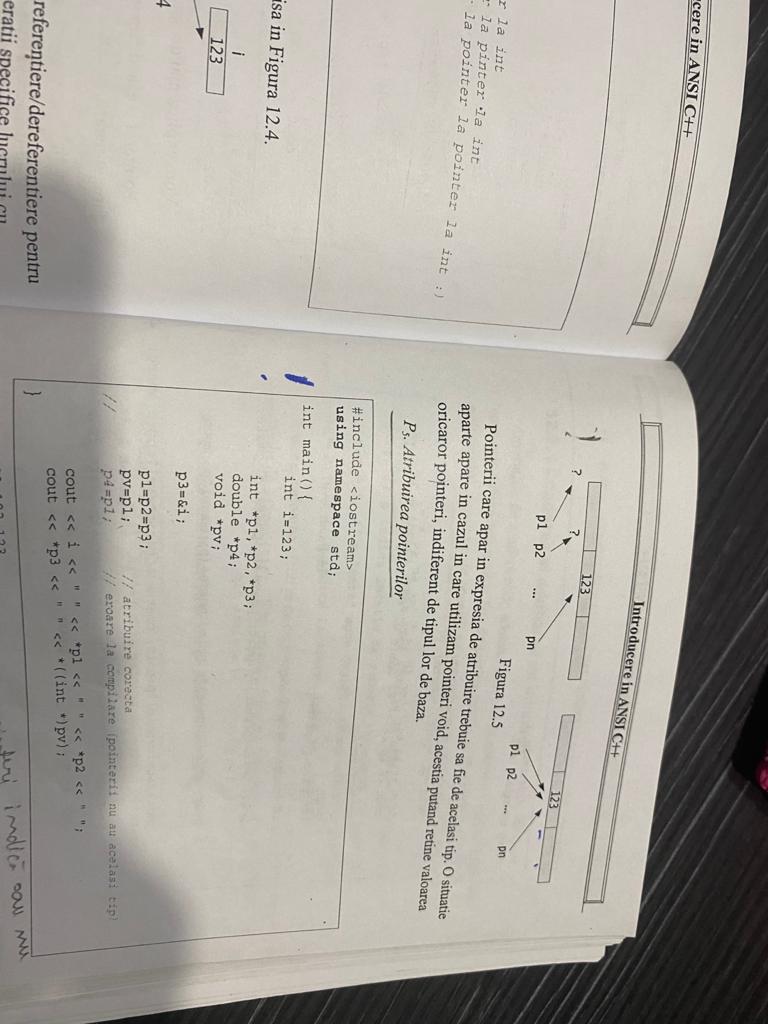 cere in ANSI C++
r la int
r la pinter la int
r la pointer la pointer la int :)
isa in Figura 12.4.
i
123
4
referentiere/dereferentiere pentru
eratii specifice lucrului cu
Introducere in ANSI C++
? ? 123
p1 p2 ... pn
123
p1 p2 ... pn
Figura 12.5
Pointerii care apar in expresia de atribuire trebuie sa fie de acelasi tip. O situatie
aparte apare in cazul in care utilizam pointeri void, acestia putand retine valoarea
oricaror pointeri, indiferent de tipul lor de baza.
P5. Atribuirea pointerilor
#include <iostream>
using namespace std;
int main(){
int i=123;
int *p1,*p2,*p3;
double *p4;
void *pv;
p3=&i;
p1=p2=p3;
pv=p1; // atribuire corecta
// p4=p1; // eroare la compilare (pointerii nu au acelasi tip)
cout << i << " " << *p1 << " " << *p2 << " ";
cout << *p3 << " " << *((int *)pv);
}
indică sau nu